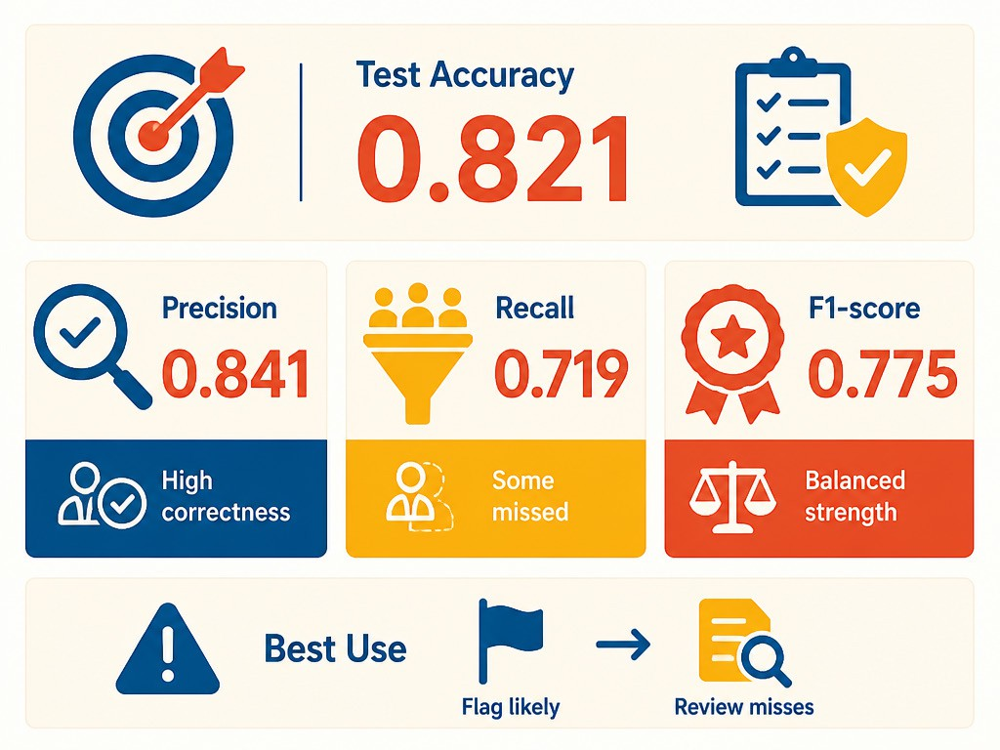 Test Accuracy
0.821
Precision
0.841
High
correctness
Recall
0.719
Some
missed
F1-score
0.775
Balanced
strength
Best Use
Flag likely
Review misses